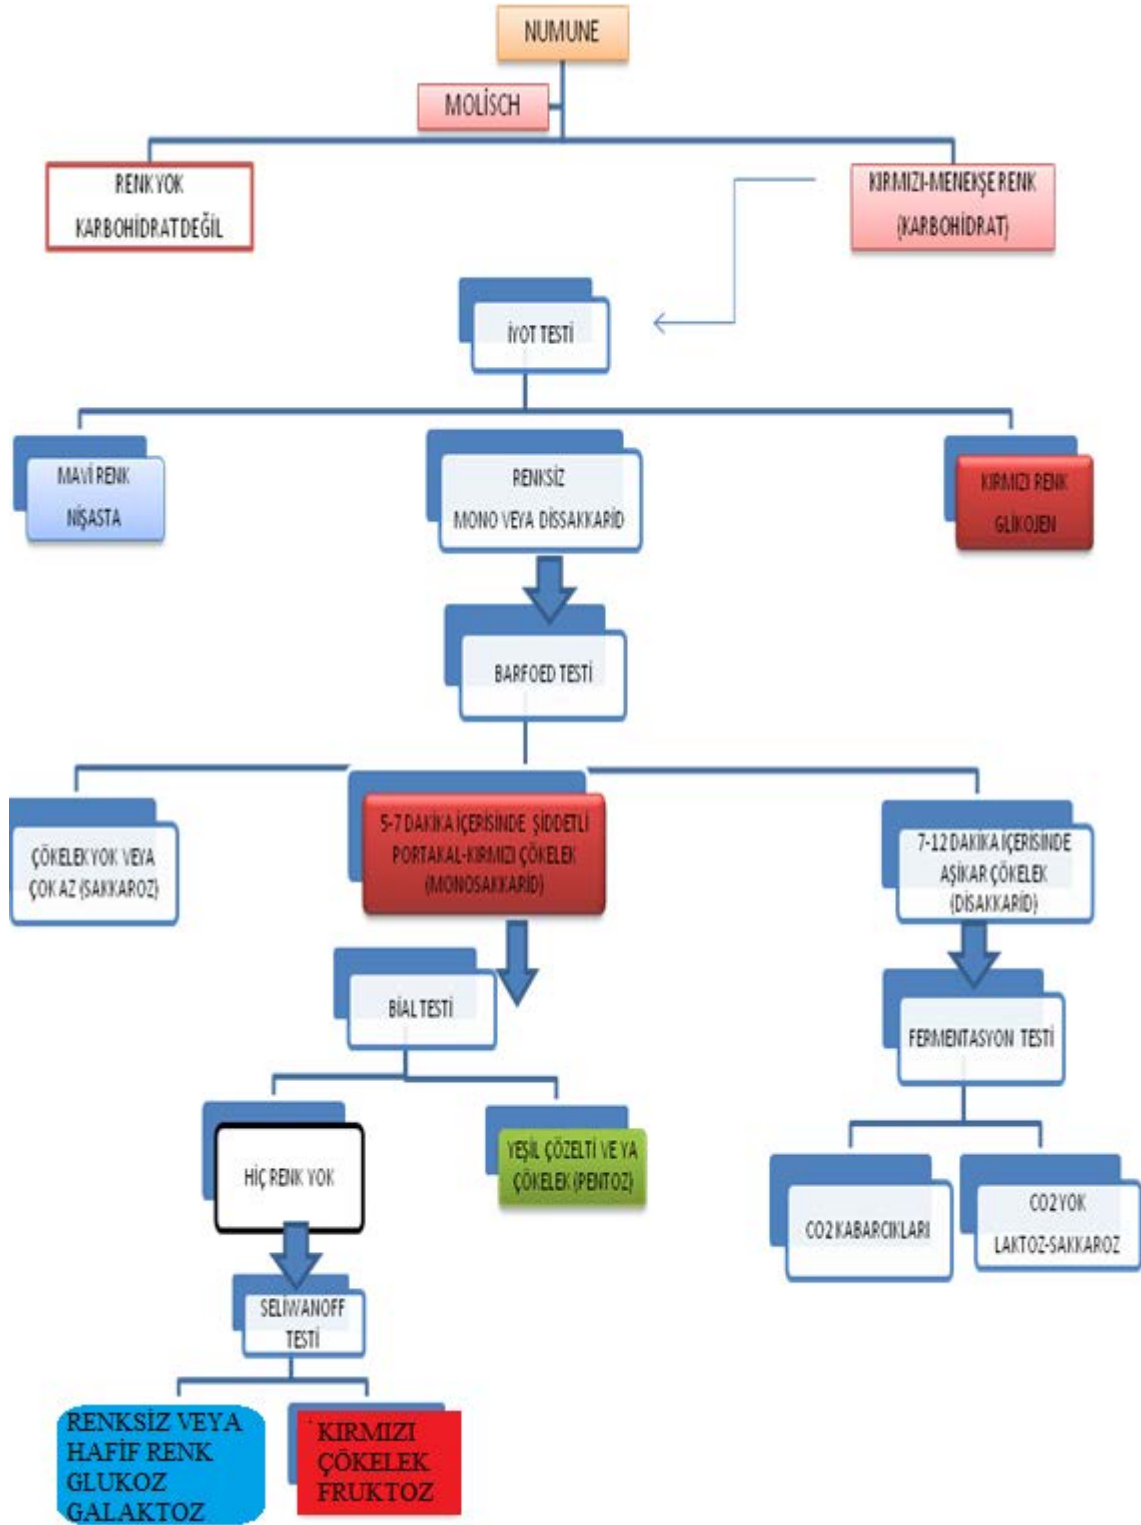 NUMUNE
MOLİSCH
RENK YOK
KARBOHİDRAT DEĞİL
KIRMIZI-MENEKŞE RENK
(KARBOHİDRAT)
İYOT TESTİ
MAVİ RENK
NİŞASTA
RENKSİZ
MONO VEYA DİSSAKKARİD
KIRMIZI RENK
GLİKOJEN
BARFOED TESTİ
ÇÖKELEK YOK VEYA
ÇOK AZ (SAKKAROZ)
5-7 DAKİKA İÇERİSİNDE ŞİDDETLİ
PORTAKAL-KIRMIZI ÇÖKELEK
(MONOSAKKARİD)
7-12 DAKİKA İÇERİSİNDE
AŞİKAR ÇÖKELEK
(DİSAKKARİD)
BİAL TESTİ
FERMENTASYON TESTİ
HİÇ RENK YOK
YEŞİL ÇÖZELTİ VE YA
ÇÖKELEK (PENTOZ)
CO2 KABARCIKLARI
CO2 YOK
LAKTOZ-SAKKAROZ
SELİWANOFF
TESTİ
RENKSİZ VEYA
HAFİF RENK
GLUKOZ
GALAKTOZ
KIRMIZI
ÇÖKELEK
FRUKTOZ